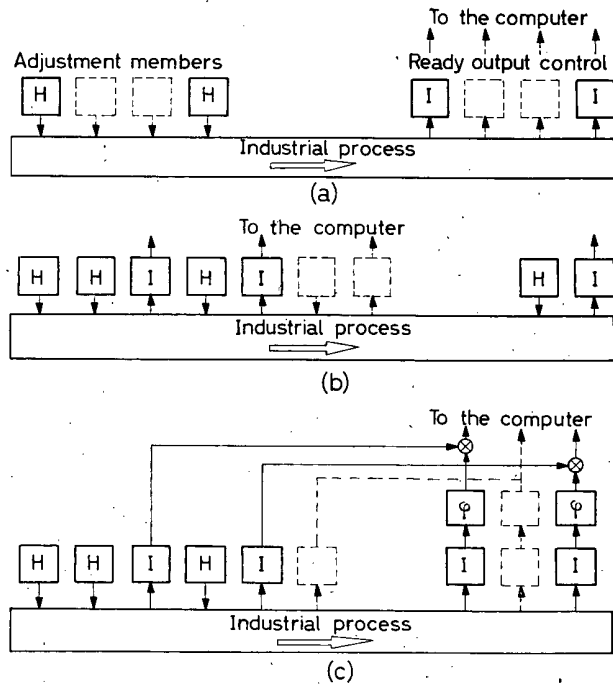 To the computer
Adjustment members
Ready output control
H H I I
Industrial process
(a)
To the computer
H H I H I H I
Industrial process
(b)
To the computer
φ φ
H H I H I I I
Industrial process
(c)